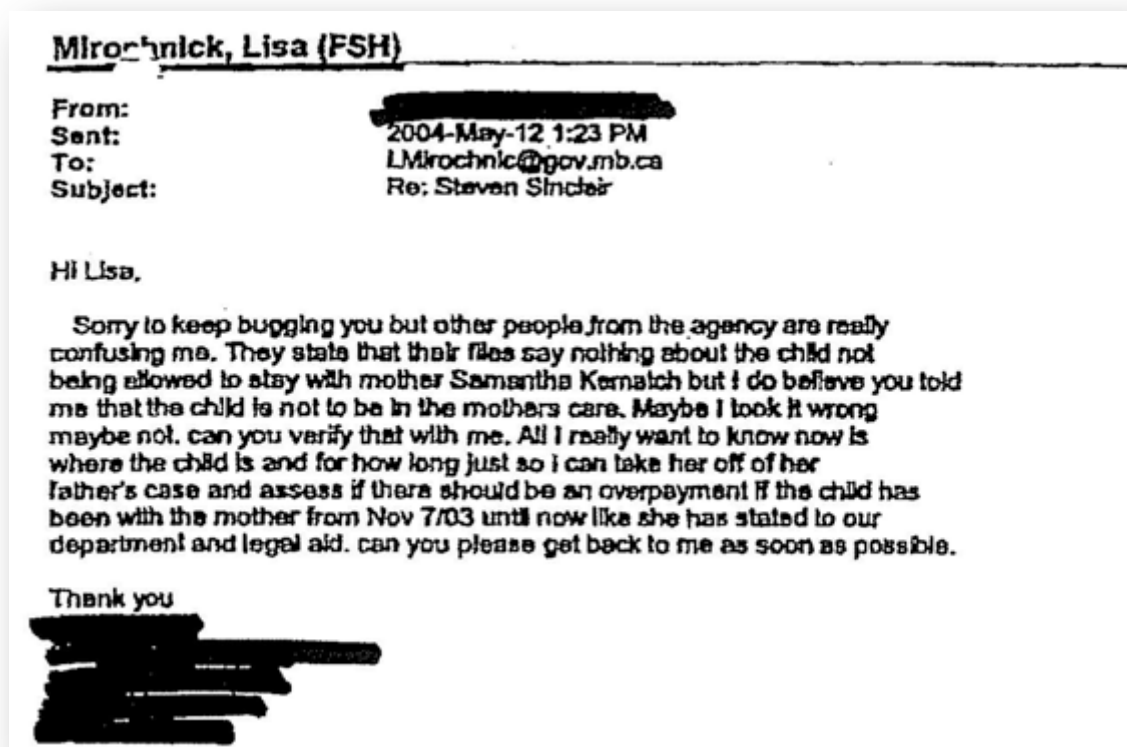 Mirochnick, Lisa (FSH)
From:
Sent: 2004-May-12 1:23 PM
To: LMirochnic@gov.mb.ca
Subject: Re: Steven Sinclair
Hi Lisa,
Sorry to keep bugging you but other people from the agency are really
confusing me. They state that their files say nothing about the child not
being allowed to stay with mother Samantha Kematch but I do believe you told
me that the child is not to be in the mothers care. Maybe I took it wrong
maybe not. can you verify that with me. All I really want to know now is
where the child is and for how long just so i can take her off of her
father's case and assess if there should be an overpayment if the child has
been with the mother from Nov 7/03 until now like she has stated to our
department and legal aid. can you please get back to me as soon as possible.
Thank you